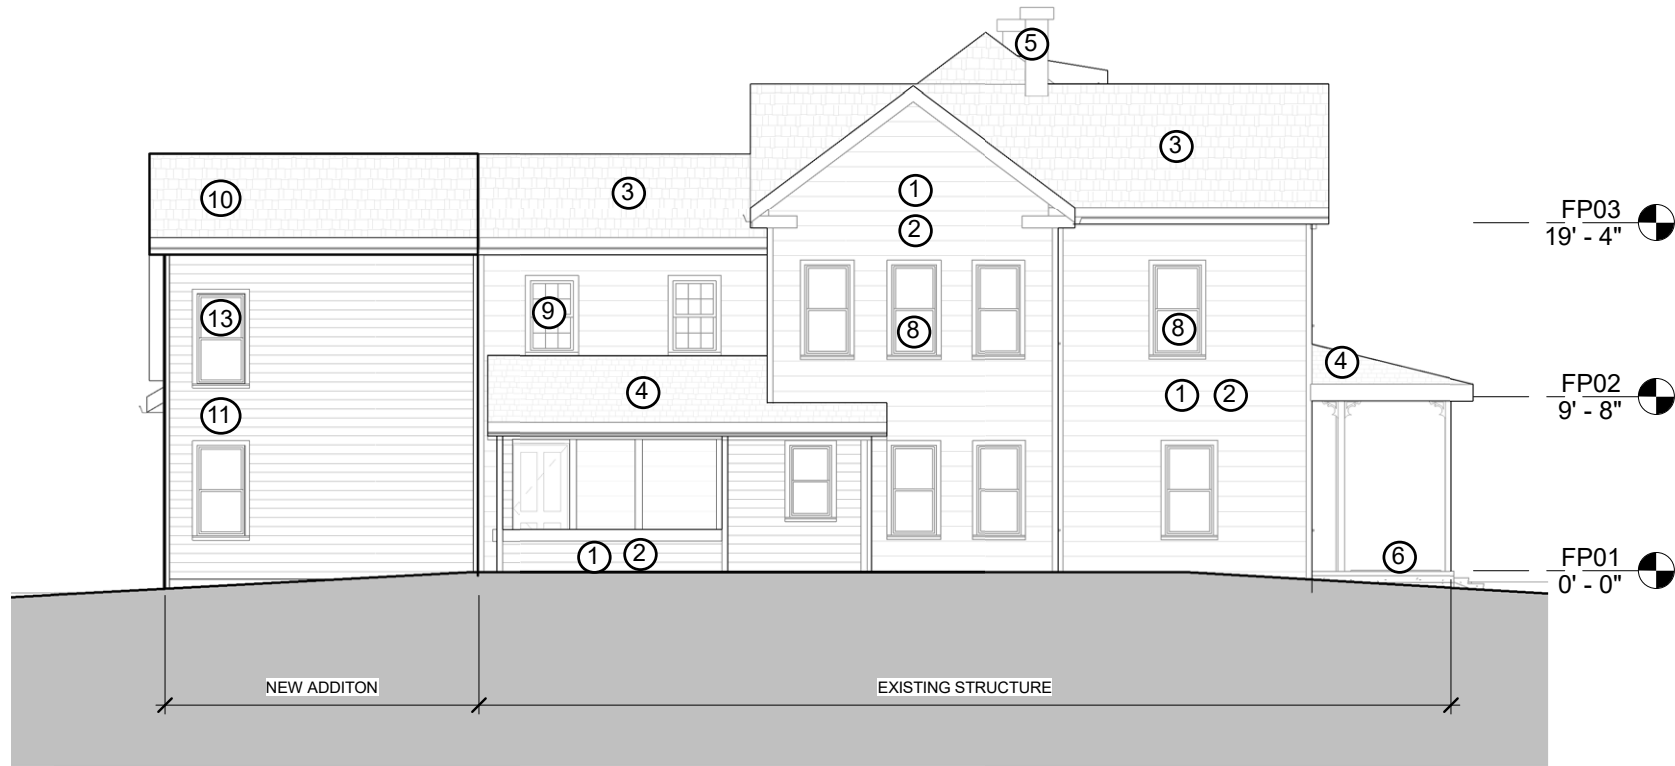 5
3
1
10
3
FP03
19' - 4"
2
13
9
8
8
4
4
1 2
FP02
9' - 8"
11
1 2
6
FP01
0' - 0"
NEW ADDITON
EXISTING STRUCTURE